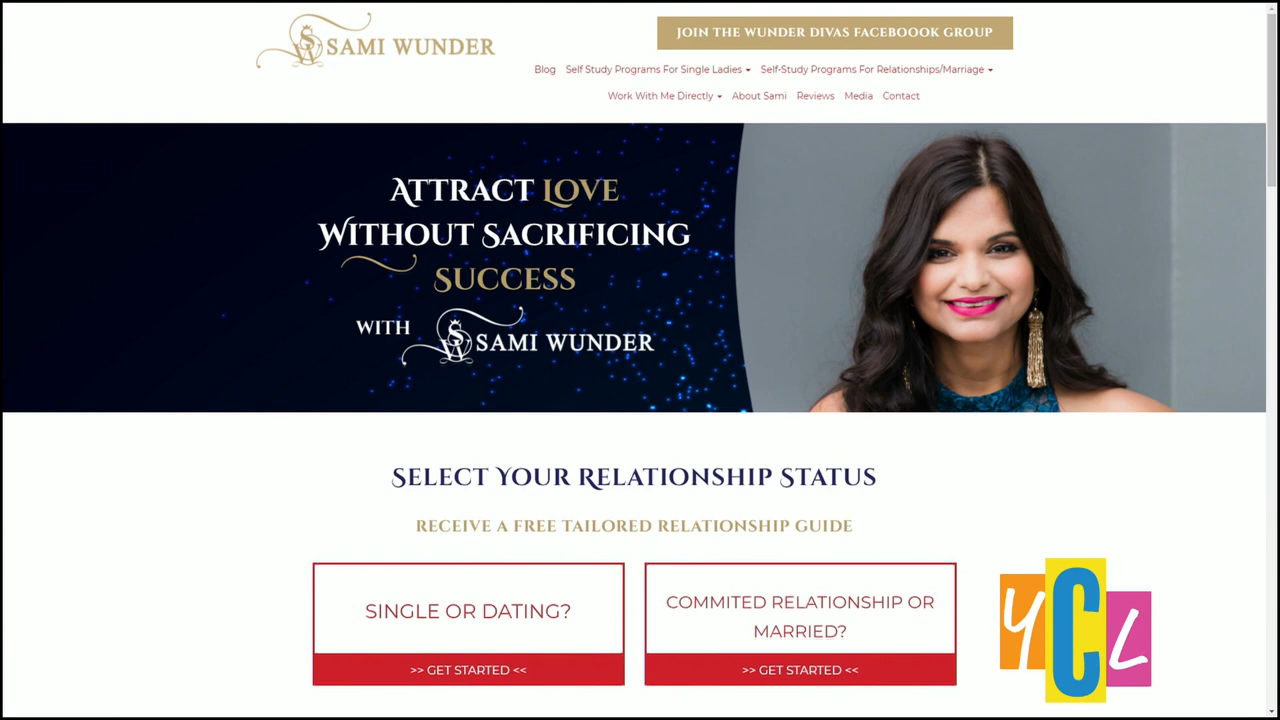 SW SAMI WUNDER
JOIN THE WUNDER DIVAS FACEBOOOK GROUP
Blog Self Study Programs For Single Ladies Self-Study Programs For Relationships/Marriage
Work With Me Directly About Sami Reviews Media Contact
ATTRACT LOVE
WITHOUT SACRIFICING
SUCCESS
WITH SW SAMI WUNDER
SELECT YOUR RELATIONSHIP STATUS
RECEIVE A FREE TAILORED RELATIONSHIP GUIDE
SINGLE OR DATING?
>> GET STARTED <<
COMMITED RELATIONSHIP OR
MARRIED?
>> GET STARTED <<
YCL